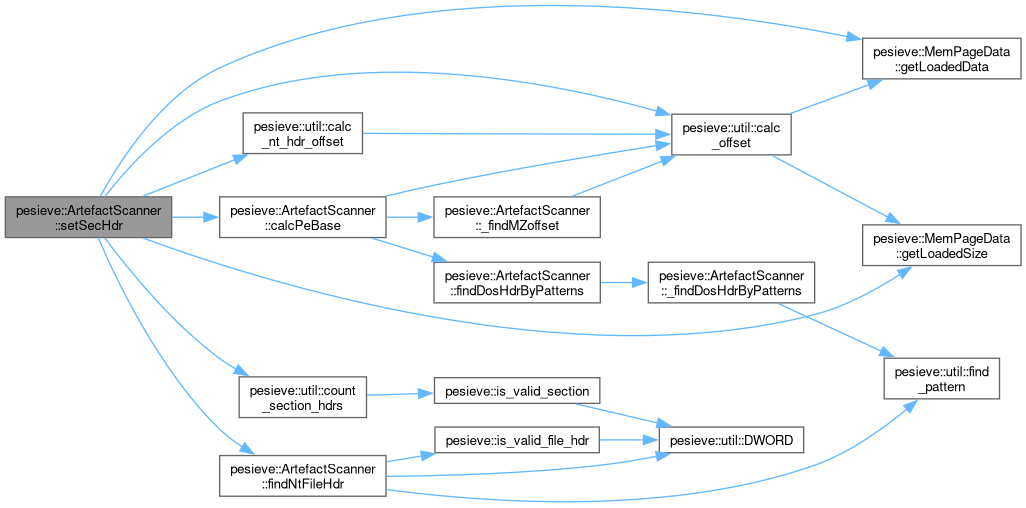 pesieve::MemPageData
::getLoadedData
pesieve::util::calc
_nt_hdr_offset
pesieve::util::calc
_offset
pesieve::ArtefactScanner
::setSecHdr
pesieve::ArtefactScanner
::calcPeBase
pesieve::ArtefactScanner
::_findMZoffset
pesieve::MemPageData
::getLoadedSize
pesieve::ArtefactScanner
::findDosHdrByPatterns
pesieve::ArtefactScanner
::_findDosHdrByPatterns
pesieve::util::find
_pattern
pesieve::util::count
_section_hdrs
pesieve::is_valid_section
pesieve::is_valid_file_hdr
pesieve::util::DWORD
pesieve::ArtefactScanner
::findNtFileHdr